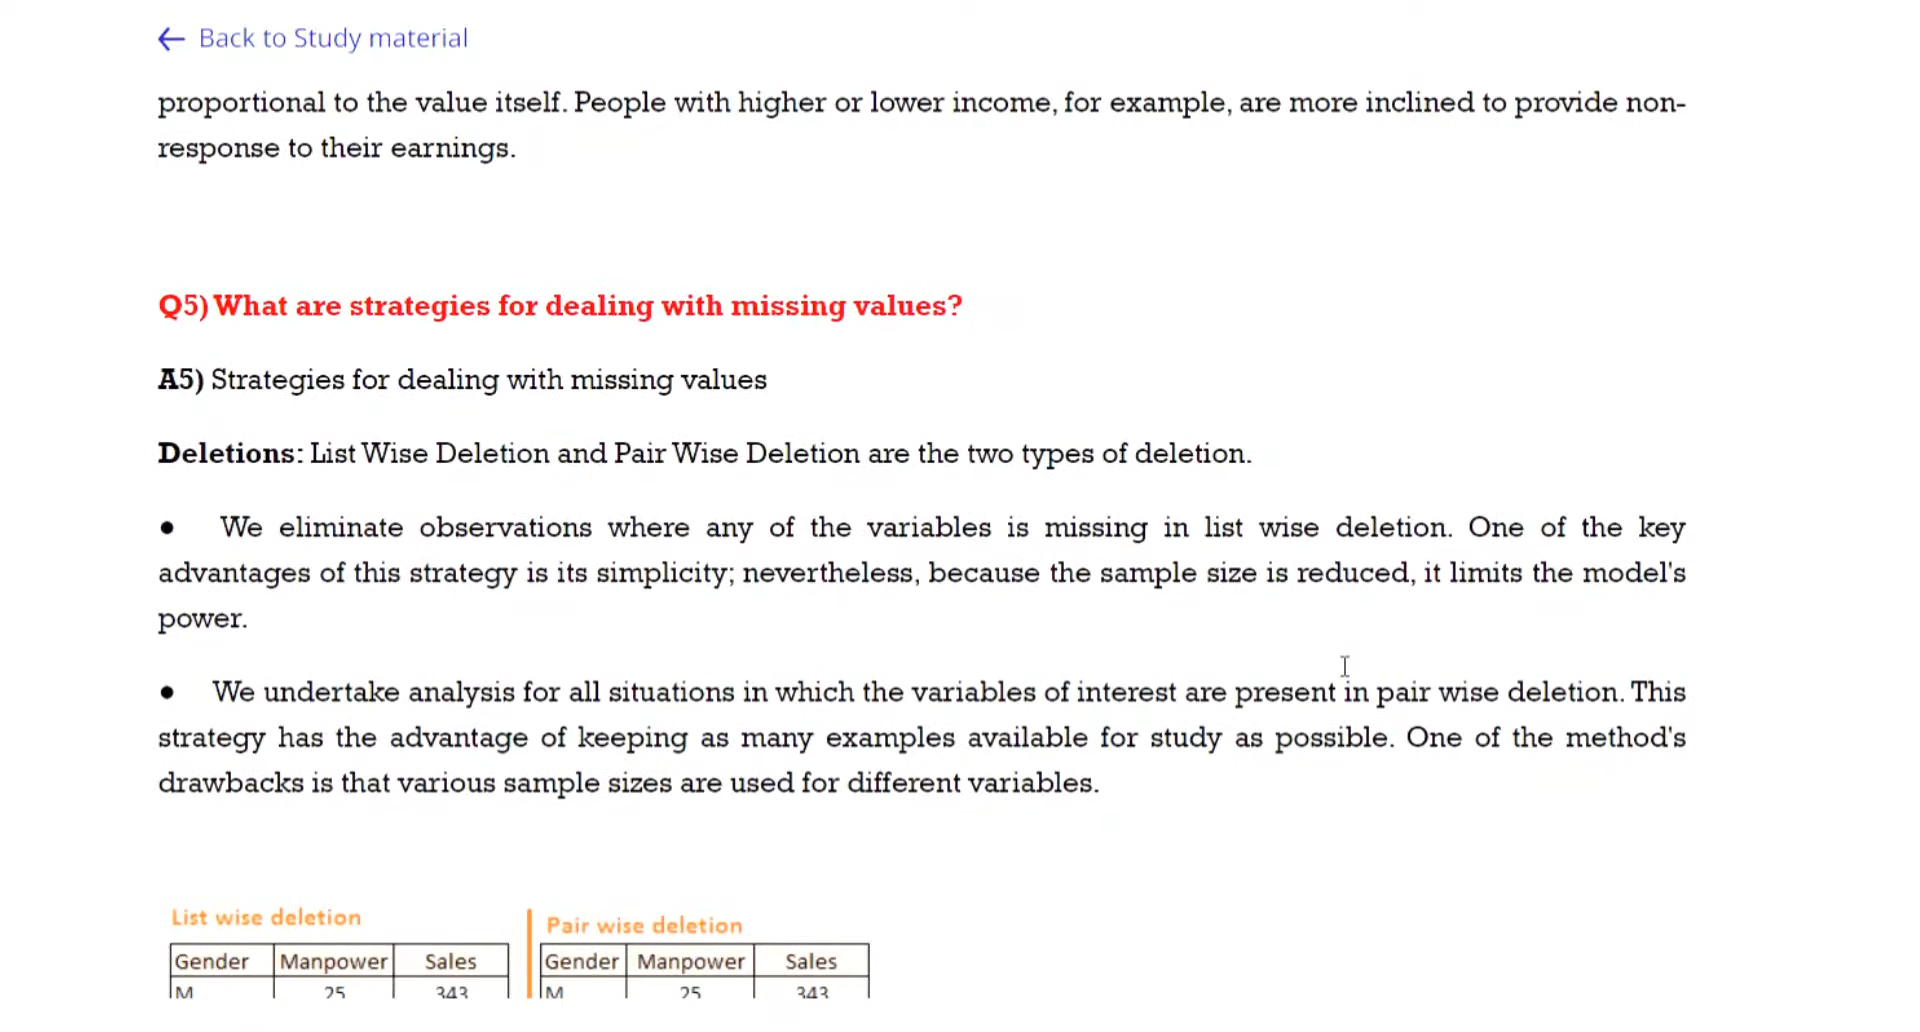 ← Back to Study material
proportional to the value itself. People with higher or lower income, for example, are more inclined to provide non-
response to their earnings.
Q5) What are strategies for dealing with missing values?
A5) Strategies for dealing with missing values
Deletions: List Wise Deletion and Pair Wise Deletion are the two types of deletion.
● We eliminate observations where any of the variables is missing in list wise deletion. One of the key
advantages of this strategy is its simplicity; nevertheless, because the sample size is reduced, it limits the model's
power.
● We undertake analysis for all situations in which the variables of interest are present in pair wise deletion. This
strategy has the advantage of keeping as many examples available for study as possible. One of the method's
drawbacks is that various sample sizes are used for different variables.
List wise deletion Pair wise deletion
Gender Manpower Sales Gender Manpower Sales
M 25 343 M 25 343